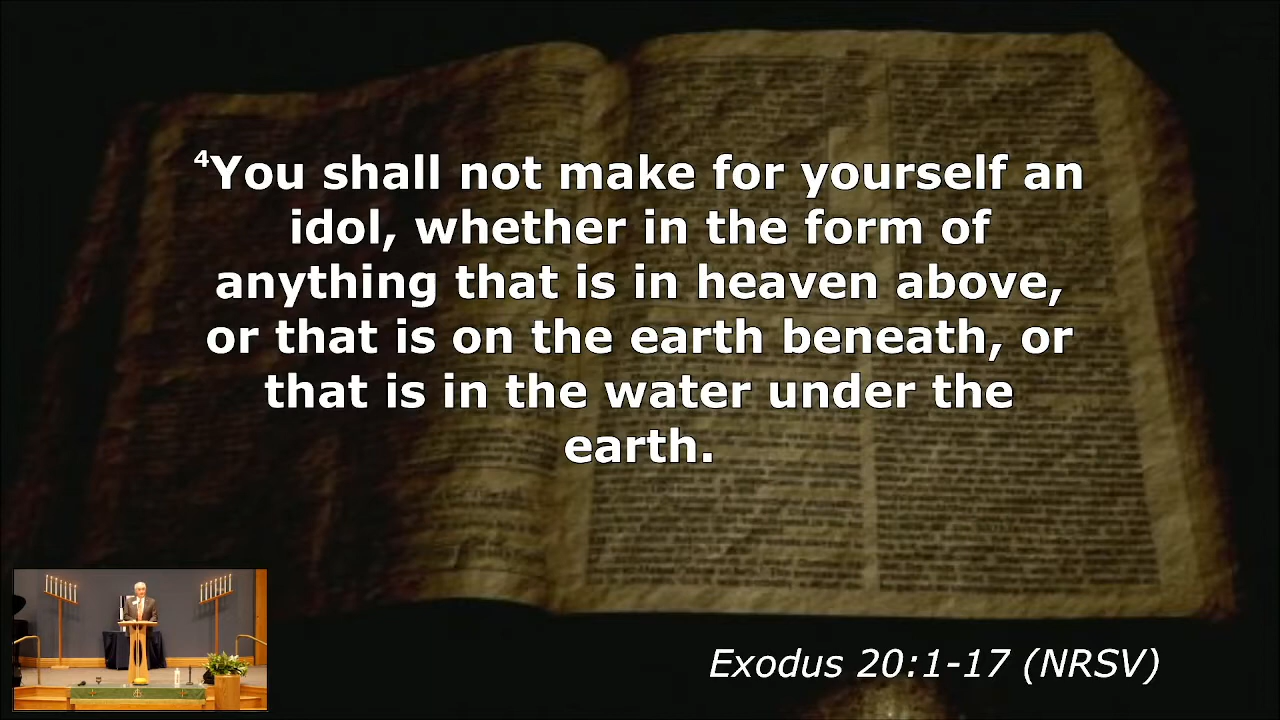 ⁴You shall not make for yourself an
idol, whether in the form of
anything that is in heaven above,
or that is on the earth beneath, or
that is in the water under the
earth.
Exodus 20:1-17 (NRSV)